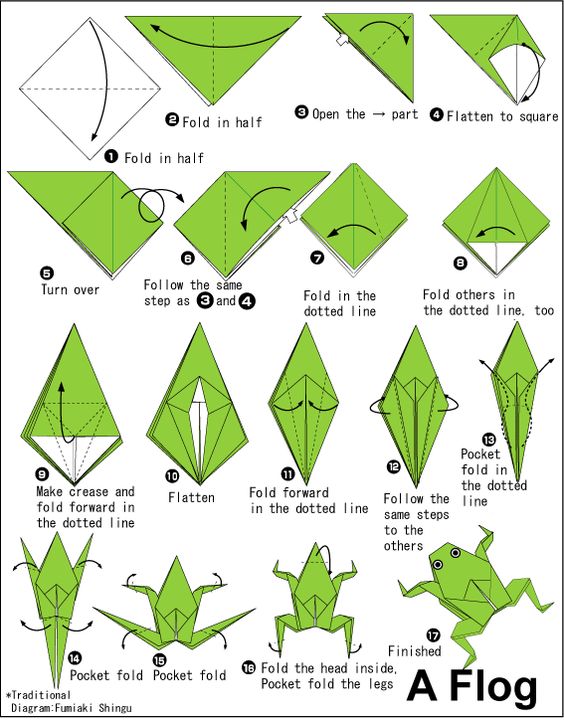 1 Fold in half
2 Fold in half
3 Open the → part
4 Flatten to square
5
Turn over
6
Follow the same
step as 3 and 4
7
Fold in the
dotted line
8
Fold others in
the dotted line, too
9
Make crease and
fold forward in
the dotted line
10
Flatten
11
Fold forward
in the dotted line
12
Follow the
same steps
to the
others
13
Pocket
fold in
the dotted
line
14 Pocket fold
15 Pocket fold
16 Fold the head inside,
Pocket fold the legs
17
Finished
*Traditional
Diagram:Fumiaki Shingu
A Flog